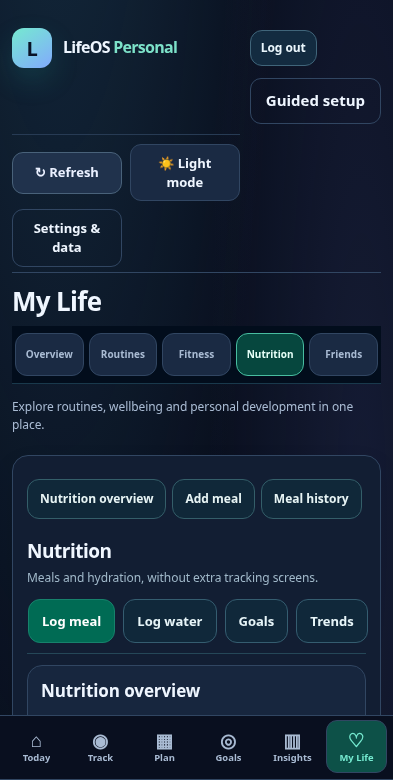 L LifeOS Personal
Log out
Guided setup
↻ Refresh
☀️ Light
mode
Settings &
data
My Life
Overview Routines Fitness Nutrition Friends
Explore routines, wellbeing and personal development in one
place.
Nutrition overview Add meal Meal history
Nutrition
Meals and hydration, without extra tracking screens.
Log meal Log water Goals Trends
Nutrition overview
Today Track Plan Goals Insights My Life